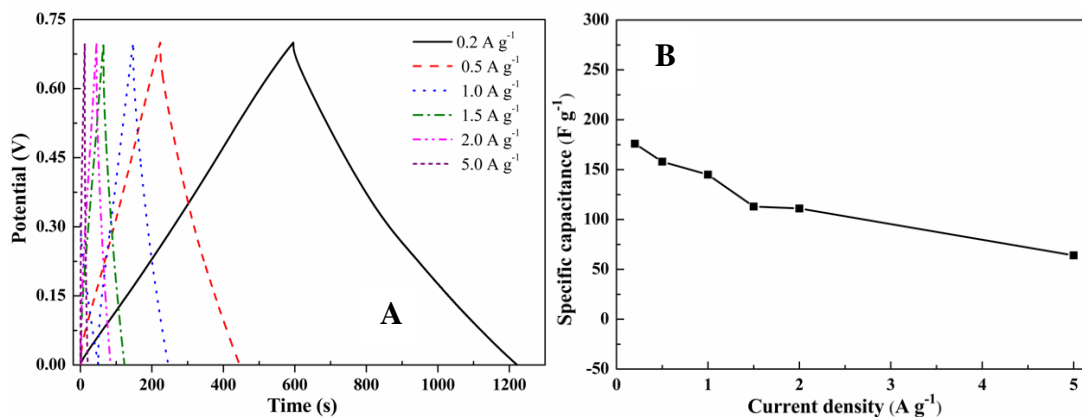 0.75
0.60
0.45
0.30
0.15
0.00
Potential (V)
0 200 400 600 800 1000 1200
Time (s)
0.2 A g⁻¹
0.5 A g⁻¹
1.0 A g⁻¹
1.5 A g⁻¹
2.0 A g⁻¹
5.0 A g⁻¹
A
300
250
200
150
100
50
0
-50
Specific capacitance (F g⁻¹)
0 1 2 3 4 5
Current density (A g⁻¹)
B